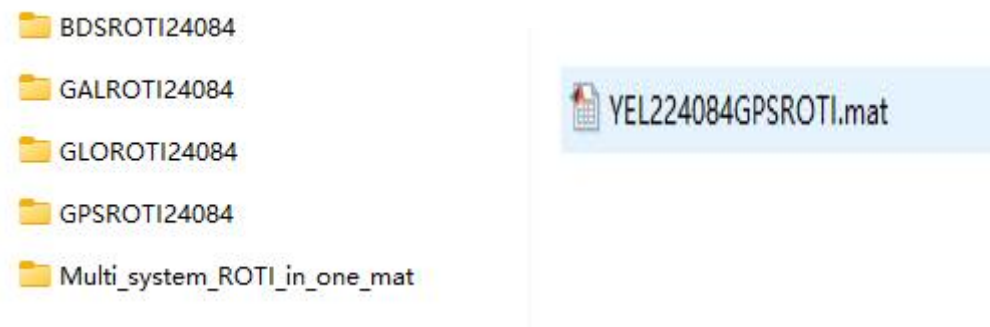 BDSROTI24084
GALROTI24084
GLOROTI24084
GPSROTI24084
Multi_system_ROTI_in_one_mat
YEL224084GPSROTI.mat